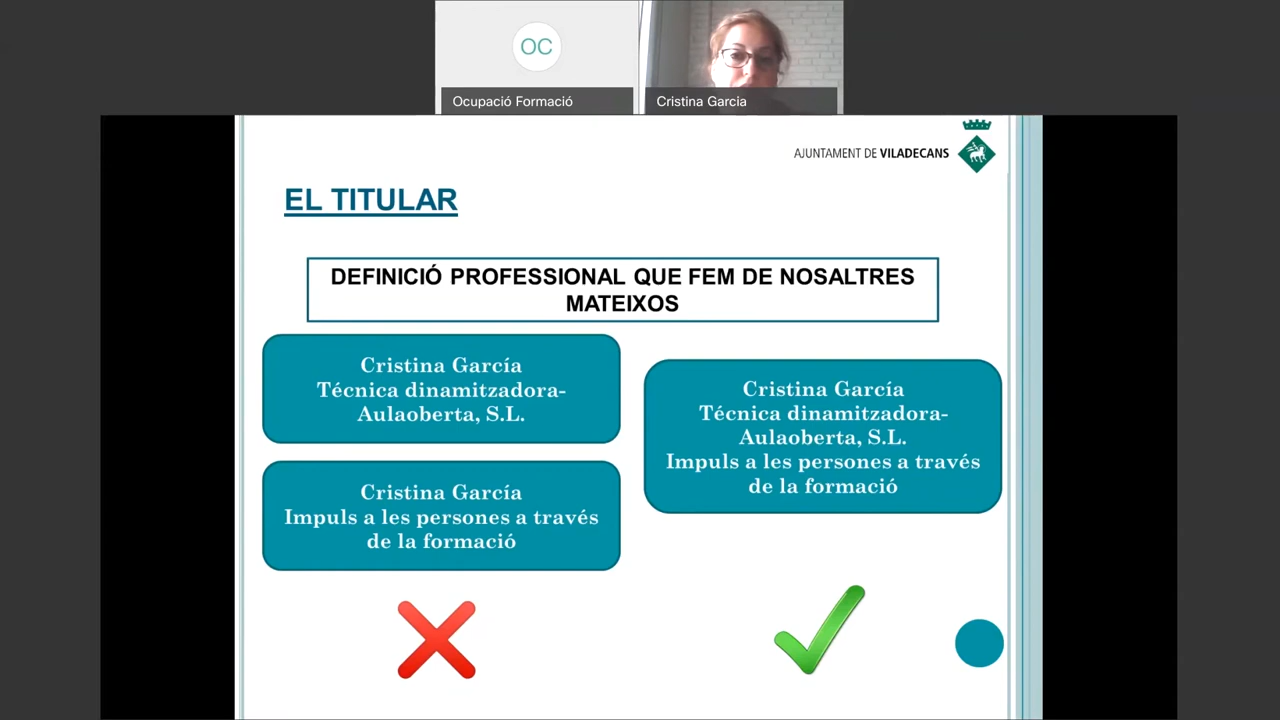 OC
Ocupació Formació
Cristina Garcia
AJUNTAMENT DE VILADECANS
EL TITULAR
DEFINICIÓ PROFESSIONAL QUE FEM DE NOSALTRES
MATEIXOS
Cristina García
Técnica dinamitzadora-
Aulaoberta, S.L.
Cristina García
Impuls a les persones a través
de la formació
Cristina García
Técnica dinamitzadora-
Aulaoberta, S.L.
Impuls a les persones a través
de la formació